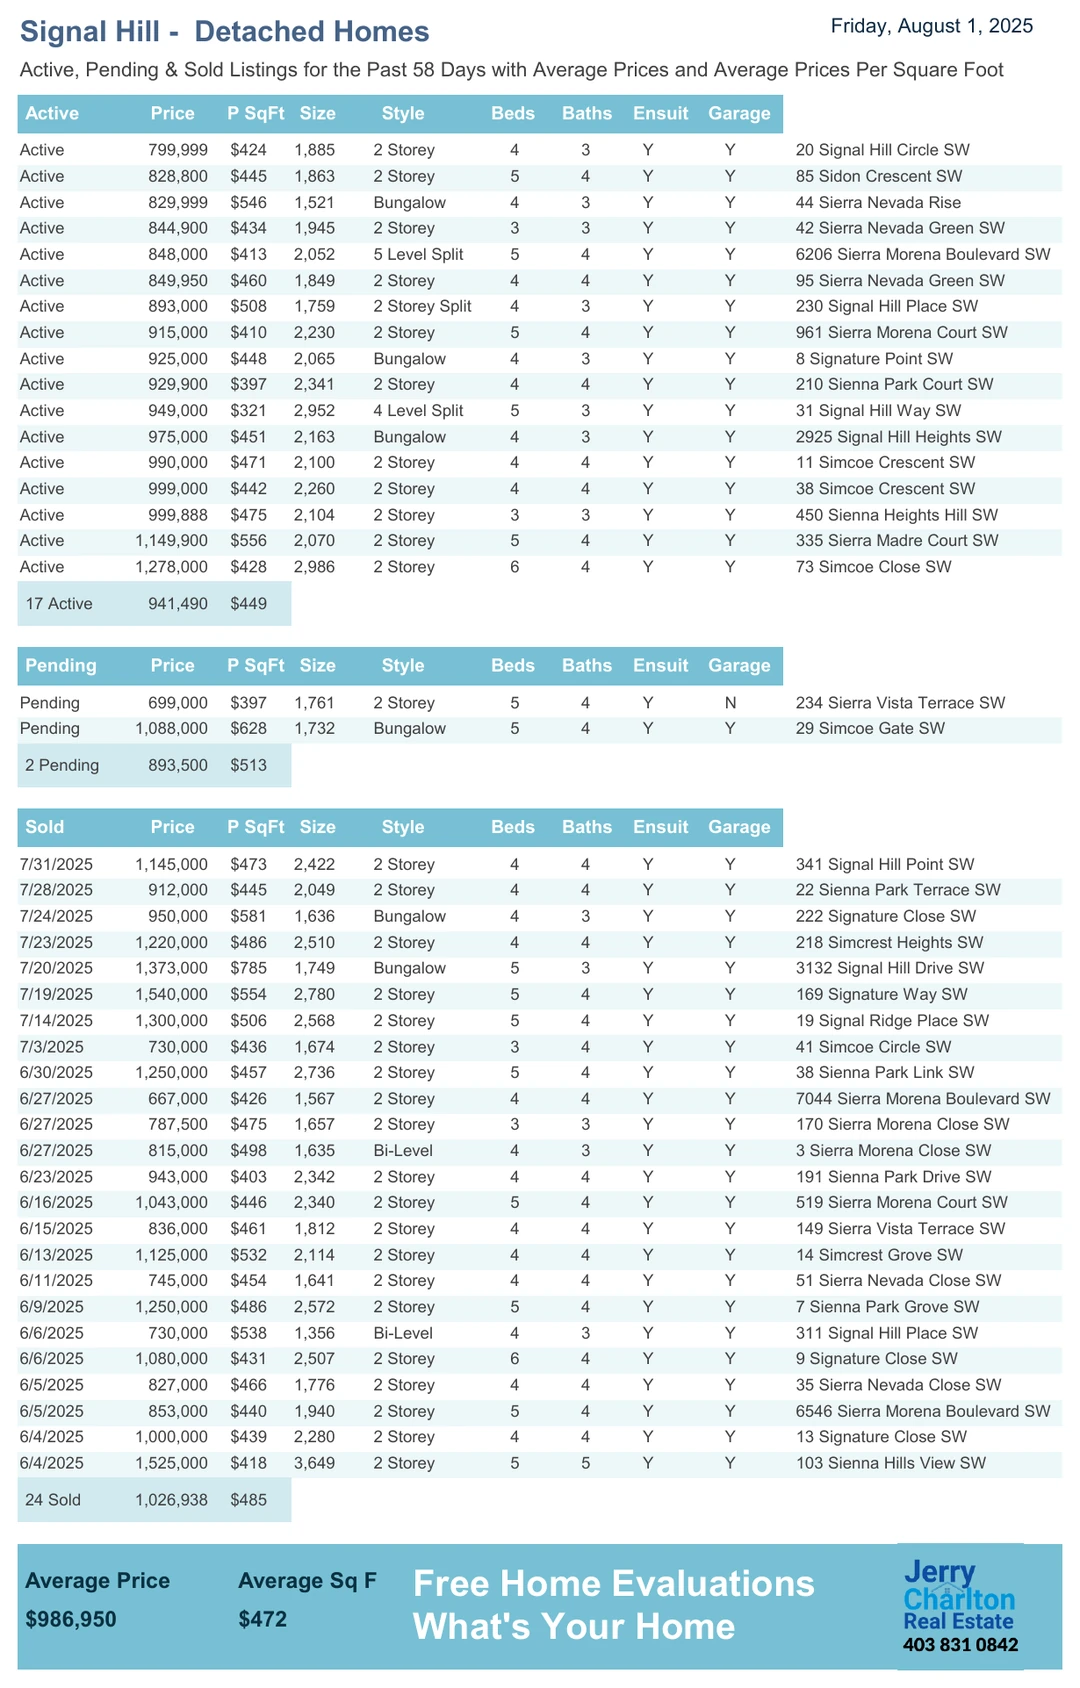 Signal Hill - Detached Homes
Friday, August 1, 2025
Active, Pending & Sold Listings for the Past 58 Days with Average Prices and Average Prices Per Square Foot
Active Price P SqFt Size Style Beds Baths Ensuit Garage
Active 799,999 $424 1,885 2 Storey 4 3 Y Y 20 Signal Hill Circle SW
Active 828,800 $445 1,863 2 Storey 5 4 Y Y 85 Sidon Crescent SW
Active 829,999 $546 1,521 Bungalow 4 3 Y Y 44 Sierra Nevada Rise
Active 844,900 $434 1,945 2 Storey 3 3 Y Y 42 Sierra Nevada Green SW
Active 848,000 $413 2,052 5 Level Split 5 4 Y Y 6206 Sierra Morena Boulevard SW
Active 849,950 $460 1,849 2 Storey 4 4 Y Y 95 Sierra Nevada Green SW
Active 893,000 $508 1,759 2 Storey Split 4 3 Y Y 230 Signal Hill Place SW
Active 915,000 $410 2,230 2 Storey 5 4 Y Y 961 Sierra Morena Court SW
Active 925,000 $448 2,065 Bungalow 4 3 Y Y 8 Signature Point SW
Active 929,900 $397 2,341 2 Storey 4 4 Y Y 210 Sienna Park Court SW
Active 949,000 $321 2,952 4 Level Split 5 3 Y Y 31 Signal Hill Way SW
Active 975,000 $451 2,163 Bungalow 4 3 Y Y 2925 Signal Hill Heights SW
Active 990,000 $471 2,100 2 Storey 4 4 Y Y 11 Simcoe Crescent SW
Active 999,000 $442 2,260 2 Storey 4 4 Y Y 38 Simcoe Crescent SW
Active 999,888 $475 2,104 2 Storey 3 3 Y Y 450 Sienna Heights Hill SW
Active 1,149,900 $556 2,070 2 Storey 5 4 Y Y 335 Sierra Madre Court SW
Active 1,278,000 $428 2,986 2 Storey 6 4 Y Y 73 Simcoe Close SW
17 Active 941,490 $449
Pending Price P SqFt Size Style Beds Baths Ensuit Garage
Pending 699,000 $397 1,761 2 Storey 5 4 Y N 234 Sierra Vista Terrace SW
Pending 1,088,000 $628 1,732 Bungalow 5 4 Y Y 29 Simcoe Gate SW
2 Pending 893,500 $513
Sold Price P SqFt Size Style Beds Baths Ensuit Garage
7/31/2025 1,145,000 $473 2,422 2 Storey 4 4 Y Y 341 Signal Hill Point SW
7/28/2025 912,000 $445 2,049 2 Storey 4 4 Y Y 22 Sienna Park Terrace SW
7/24/2025 950,000 $581 1,636 Bungalow 4 3 Y Y 222 Signature Close SW
7/23/2025 1,220,000 $486 2,510 2 Storey 4 4 Y Y 218 Simcrest Heights SW
7/20/2025 1,373,000 $785 1,749 Bungalow 5 3 Y Y 3132 Signal Hill Drive SW
7/19/2025 1,540,000 $554 2,780 2 Storey 5 4 Y Y 169 Signature Way SW
7/14/2025 1,300,000 $506 2,568 2 Storey 5 4 Y Y 19 Signal Ridge Place SW
7/3/2025 730,000 $436 1,674 2 Storey 3 4 Y Y 41 Simcoe Circle SW
6/30/2025 1,250,000 $457 2,736 2 Storey 5 4 Y Y 38 Sienna Park Link SW
6/27/2025 667,000 $426 1,567 2 Storey 4 4 Y Y 7044 Sierra Morena Boulevard SW
6/27/2025 787,500 $475 1,657 2 Storey 3 3 Y Y 170 Sierra Morena Close SW
6/27/2025 815,000 $498 1,635 Bi-Level 4 3 Y Y 3 Sierra Morena Close SW
6/23/2025 943,000 $403 2,342 2 Storey 4 4 Y Y 191 Sienna Park Drive SW
6/16/2025 1,043,000 $446 2,340 2 Storey 5 4 Y Y 519 Sierra Morena Court SW
6/15/2025 836,000 $461 1,812 2 Storey 4 4 Y Y 149 Sierra Vista Terrace SW
6/13/2025 1,125,000 $532 2,114 2 Storey 4 4 Y Y 14 Simcrest Grove SW
6/11/2025 745,000 $454 1,641 2 Storey 4 4 Y Y 51 Sierra Nevada Close SW
6/9/2025 1,250,000 $486 2,572 2 Storey 5 4 Y Y 7 Sienna Park Grove SW
6/6/2025 730,000 $538 1,356 Bi-Level 4 3 Y Y 311 Signal Hill Place SW
6/6/2025 1,080,000 $431 2,507 2 Storey 6 4 Y Y 9 Signature Close SW
6/5/2025 827,000 $466 1,776 2 Storey 4 4 Y Y 35 Sierra Nevada Close SW
6/5/2025 853,000 $440 1,940 2 Storey 5 4 Y Y 6546 Sierra Morena Boulevard SW
6/4/2025 1,000,000 $439 2,280 2 Storey 4 4 Y Y 13 Signature Close SW
6/4/2025 1,525,000 $418 3,649 2 Storey 5 5 Y Y 103 Sienna Hills View SW
24 Sold 1,026,938 $485
Average Price Average Sq F
$986,950 $472
Free Home Evaluations
What's Your Home
Jerry
Charlton
Real Estate
403 831 0842